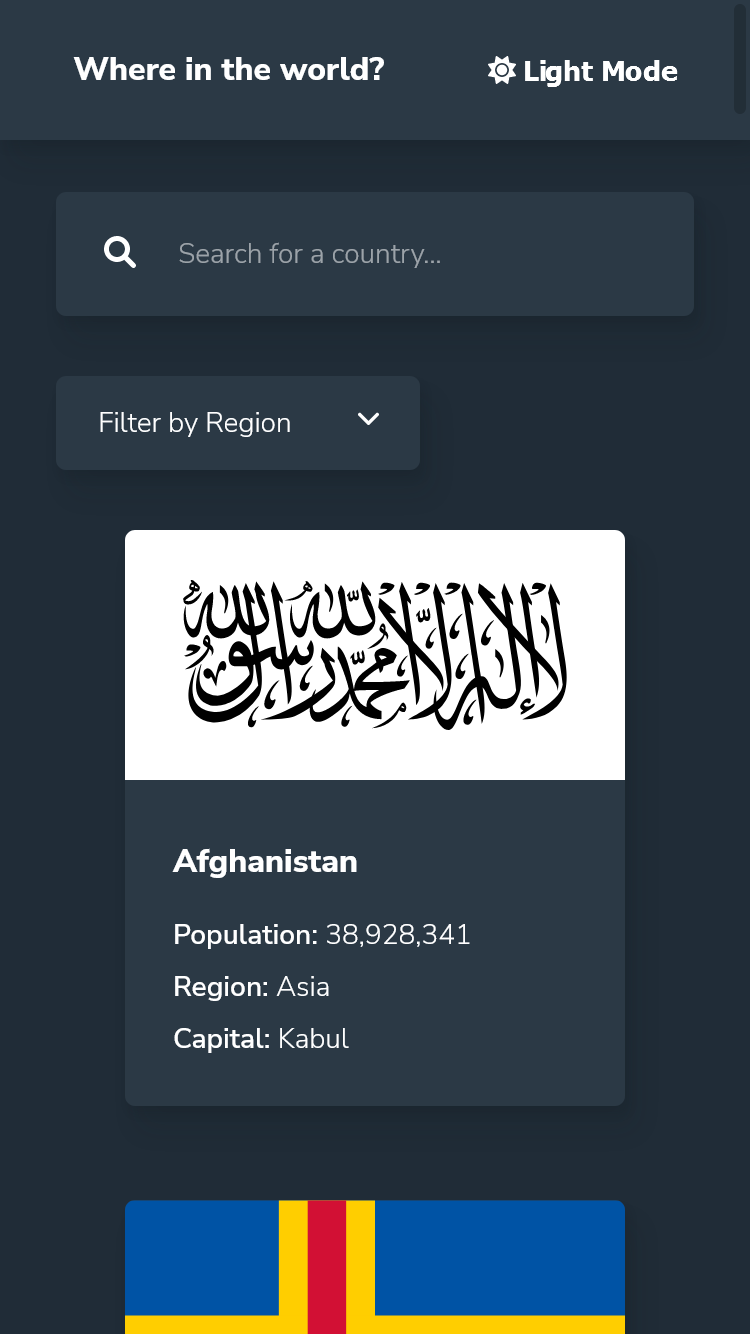 Where in the world?
Light Mode
Search for a country...
Filter by Region
لا إله إلا الله محمد رسول الله
Afghanistan
Population: 38,928,341
Region: Asia
Capital: Kabul